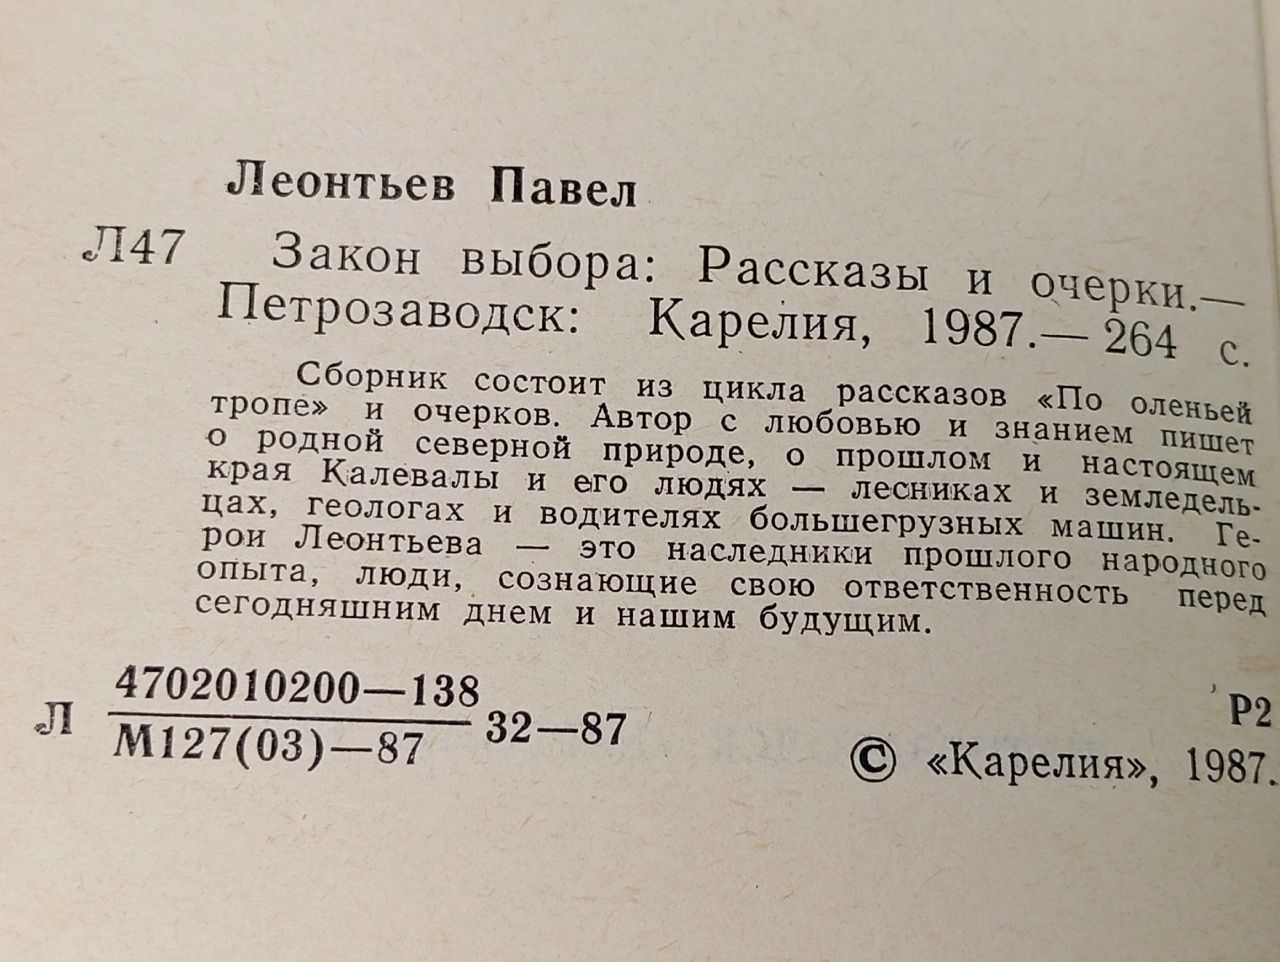 Леонтьев Павел
Л47 Закон выбора: Рассказы и очерки.—
Петрозаводск: Карелия, 1987.— 264 с.
Сборник состоит из цикла рассказов «По оленьей
тропе» и очерков. Автор с любовью и знанием пишет
о родной северной природе, о прошлом и настоящем
края Калевалы и его людях — лесниках и земледель-
цах, геологах и водителях большегрузных машин. Ге-
рои Леонтьева — это наследники прошлого народного
опыта, люди, сознающие свою ответственность перед
сегодняшним днем и нашим будущим.
Л 4702010200—138
М127(03)—87 32—87
Р2
© «Карелия», 1987.